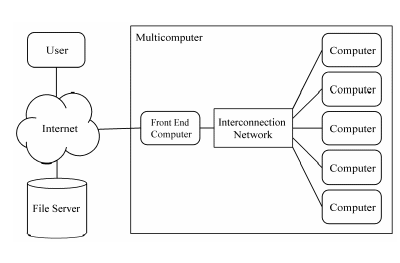 User
Multicomputer
Computer
Computer
Internet
Front End
Computer
Interconnection
Network
Computer
File Server
Computer
Computer